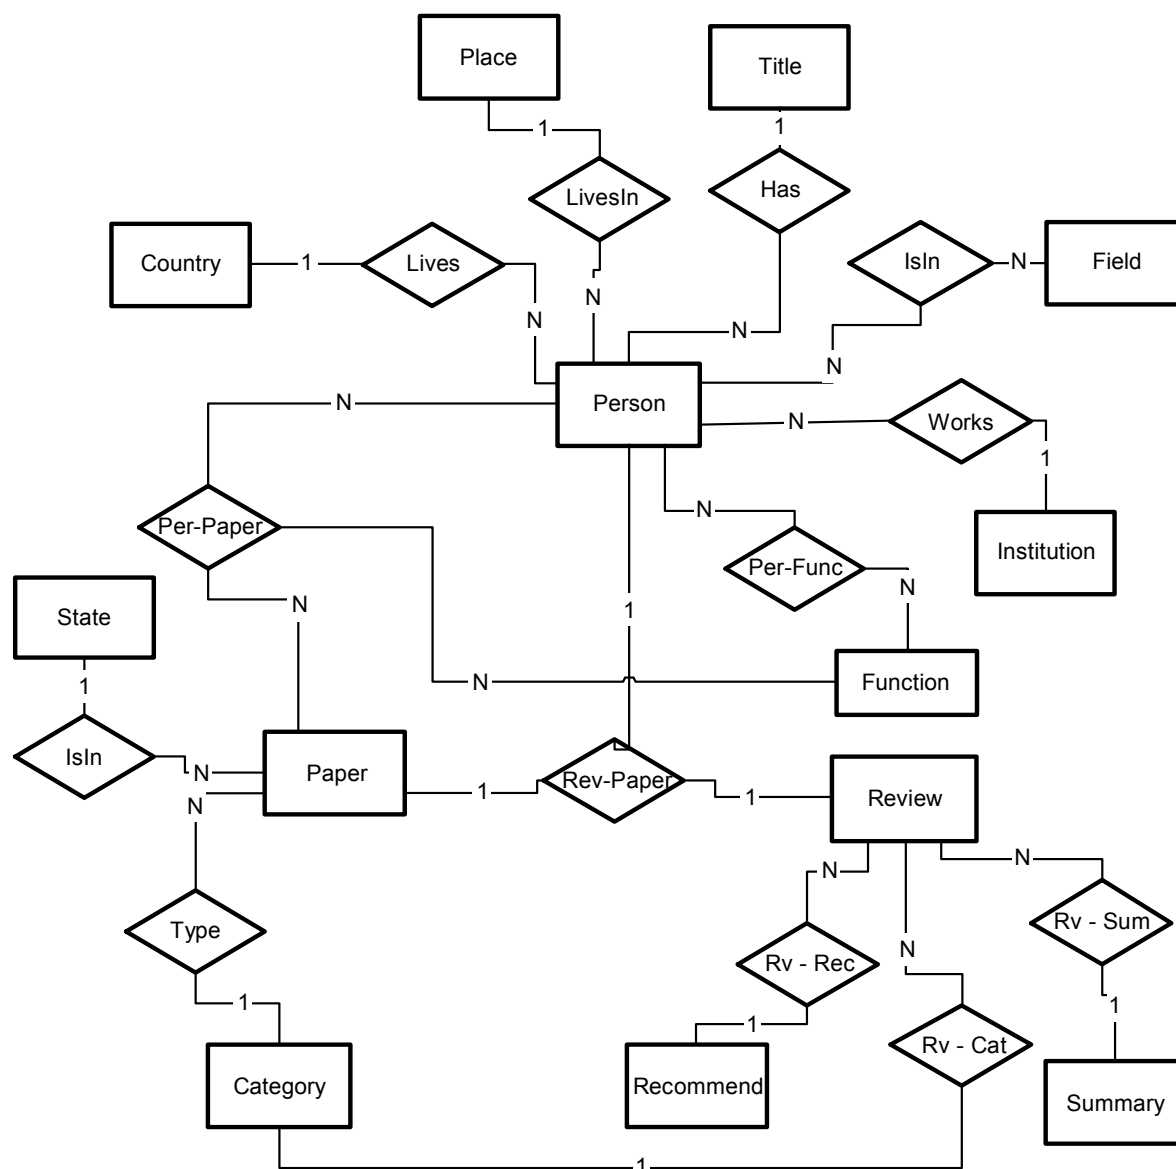 Place
Title
1
1
LivesIn
Has
Country
1
Lives
IsIn
N
Field
N
N
N
N
Person
N
N
Works
1
Per-Paper
N
Institution
Per-Func
N
State
N
1
Function
1
N
IsIn
N
Paper
N
1
Rev-Paper
1
Review
N
N
Type
Rv - Sum
N
Rv - Rec
1
1
1
Rv - Cat
Category
Recommend
Summary
1